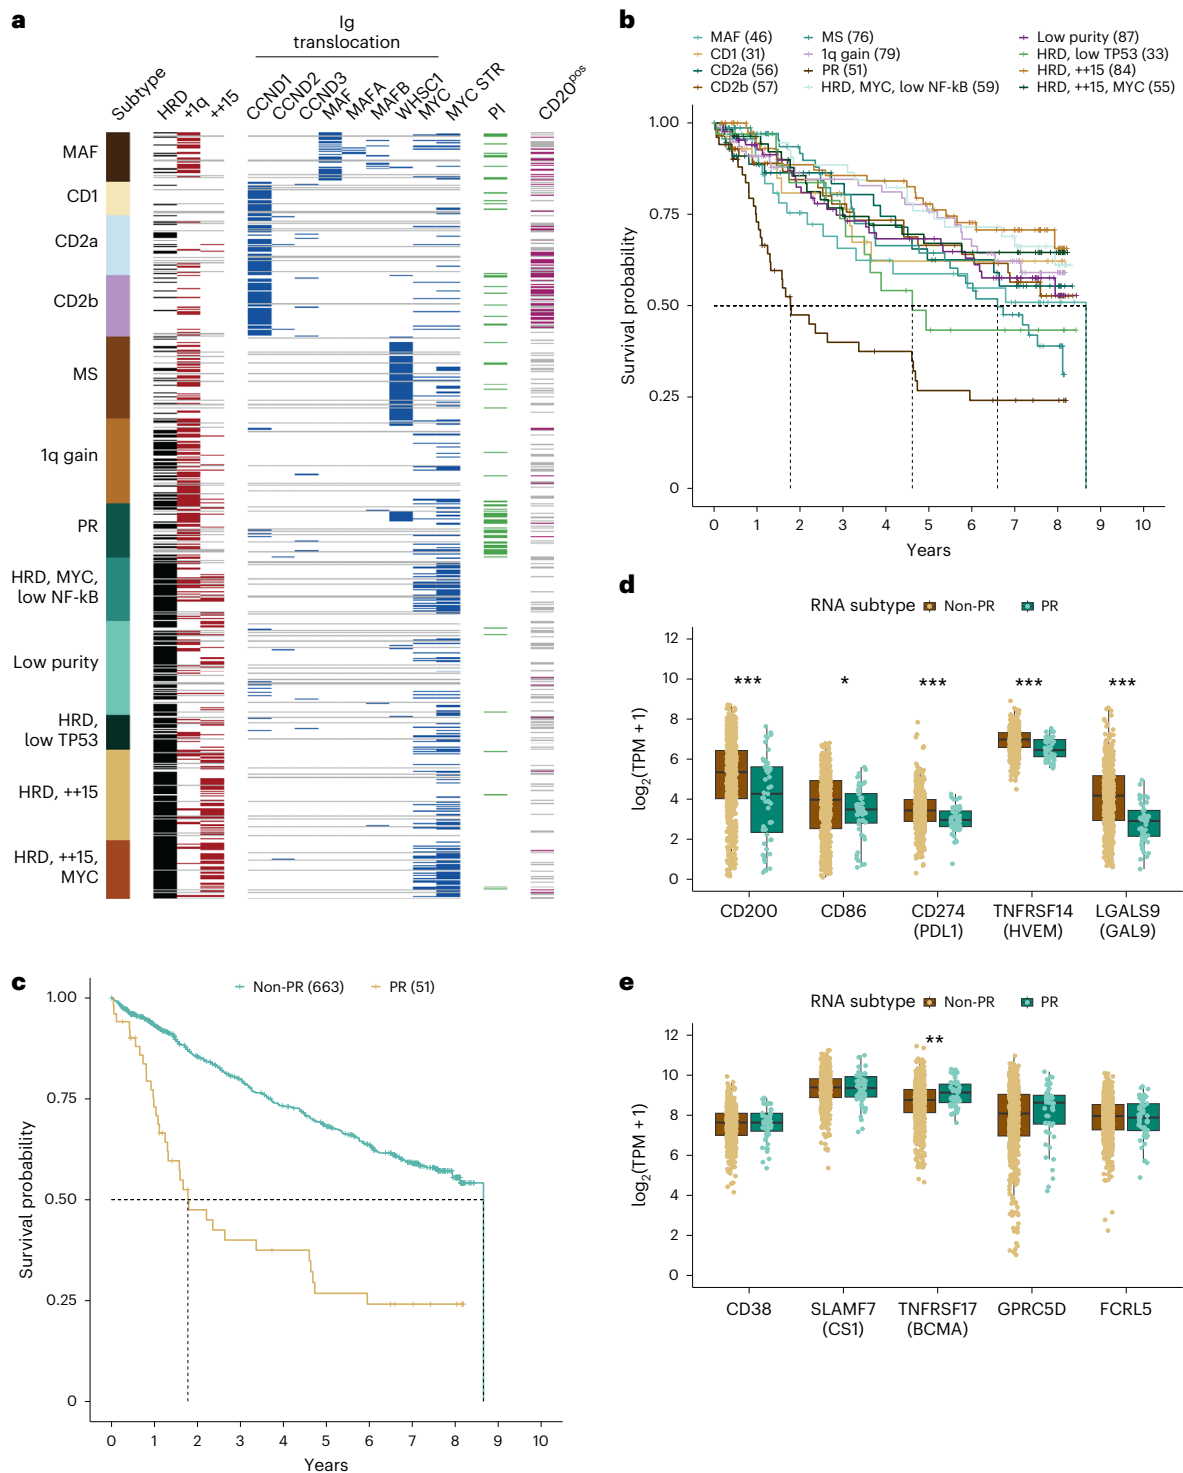 a
Ig
translocation
Subtype
HRD
+1q
++15
CCND1
CCND2
CCND3
MAF
MAFA
MAFB
WHSC1
MYC
MYC STR
PI
CD20pos
MAF
CD1
CD2a
CD2b
MS
1q gain
PR
HRD, MYC,
low NF-kB
Low purity
HRD,
low TP53
HRD, ++15
HRD, ++15,
MYC
b
MAF (46)
CD1 (31)
CD2a (56)
CD2b (57)
MS (76)
1q gain (79)
PR (51)
HRD, MYC, low NF-kB (59)
Low purity (87)
HRD, low TP53 (33)
HRD, ++15 (84)
HRD, ++15, MYC (55)
Survival probability
1.00
0.75
0.50
0.25
0
0 1 2 3 4 5 6 7 8 9 10
Years
c
Non-PR (663)
PR (51)
Survival probability
1.00
0.75
0.50
0.25
0
0 1 2 3 4 5 6 7 8 9 10
Years
d
RNA subtype Non-PR PR
log2(TPM + 1)
12
10
8
6
4
2
0
*** * *** *** ***
CD200
CD86
CD274
(PDL1)
TNFRSF14
(HVEM)
LGALS9
(GAL9)
e
RNA subtype Non-PR PR
log2(TPM + 1)
12
10
8
6
4
2
0
**
CD38
SLAMF7
(CS1)
TNFRSF17
(BCMA)
GPRC5D
FCRL5